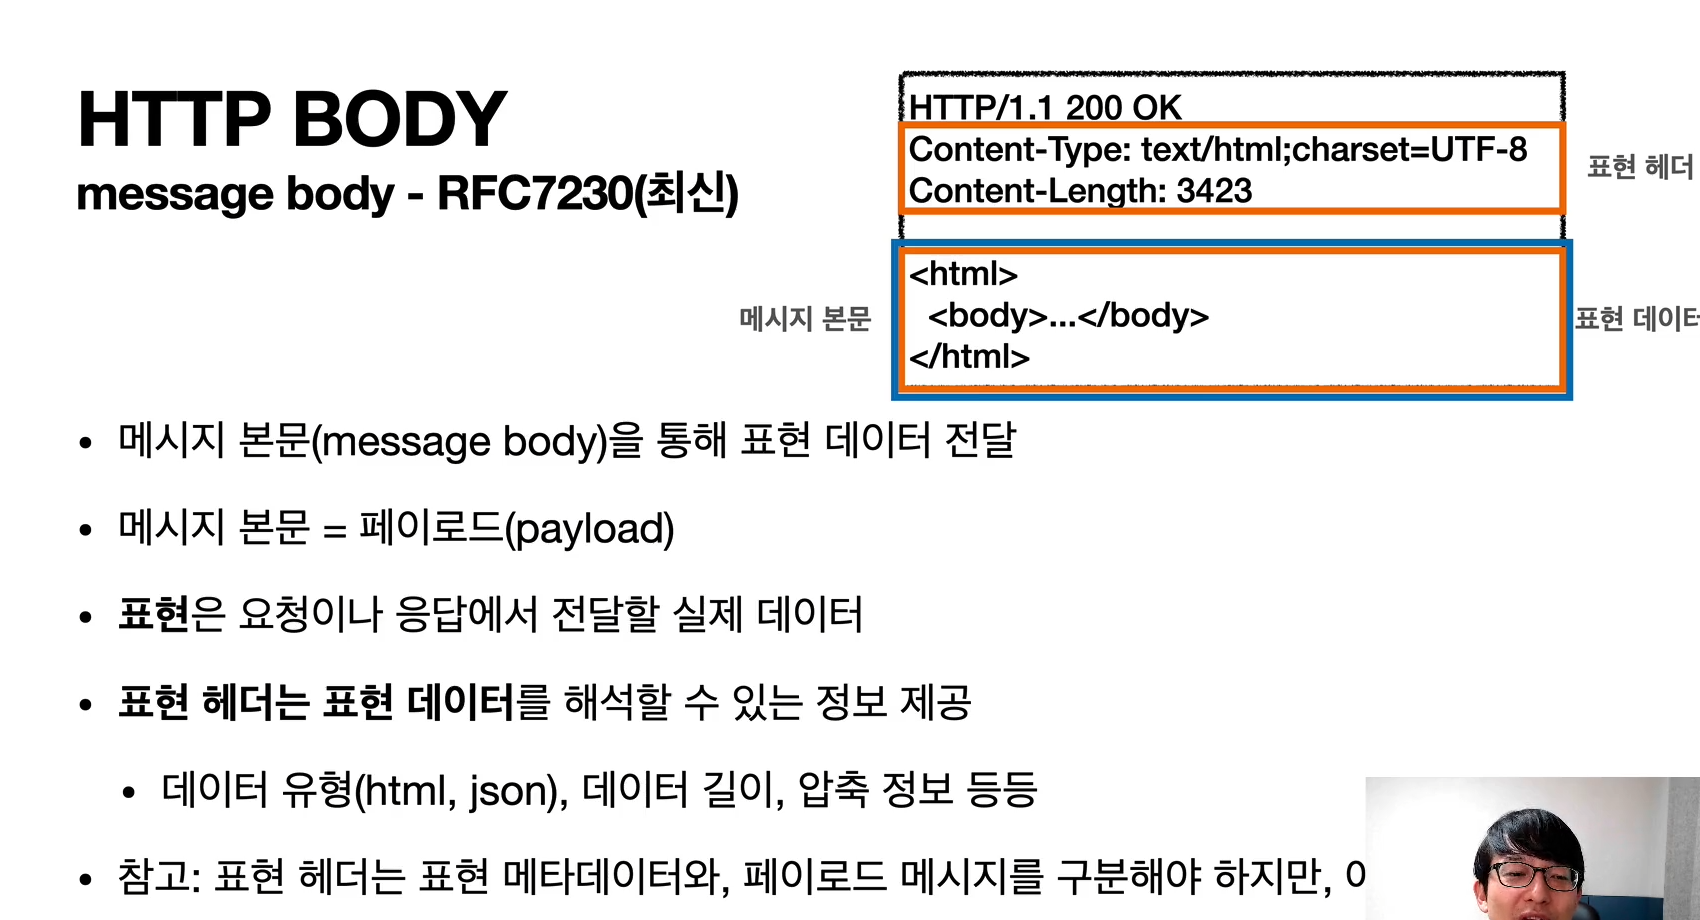 HTTP BODY
message body - RFC7230(최신)
HTTP/1.1 200 OK
Content-Type: text/html;charset=UTF-8
Content-Length: 3423
표현 헤더
<html>
<body>...</body>
</html>
메시지 본문
표현 데이터
• 메시지 본문(message body)을 통해 표현 데이터 전달
• 메시지 본문 = 페이로드(payload)
• 표현은 요청이나 응답에서 전달할 실제 데이터
• 표현 헤더는 표현 데이터를 해석할 수 있는 정보 제공
• 데이터 유형(html, json), 데이터 길이, 압축 정보 등등
• 참고: 표현 헤더는 표현 메타데이터와, 페이로드 메시지를 구분해야 하지만,